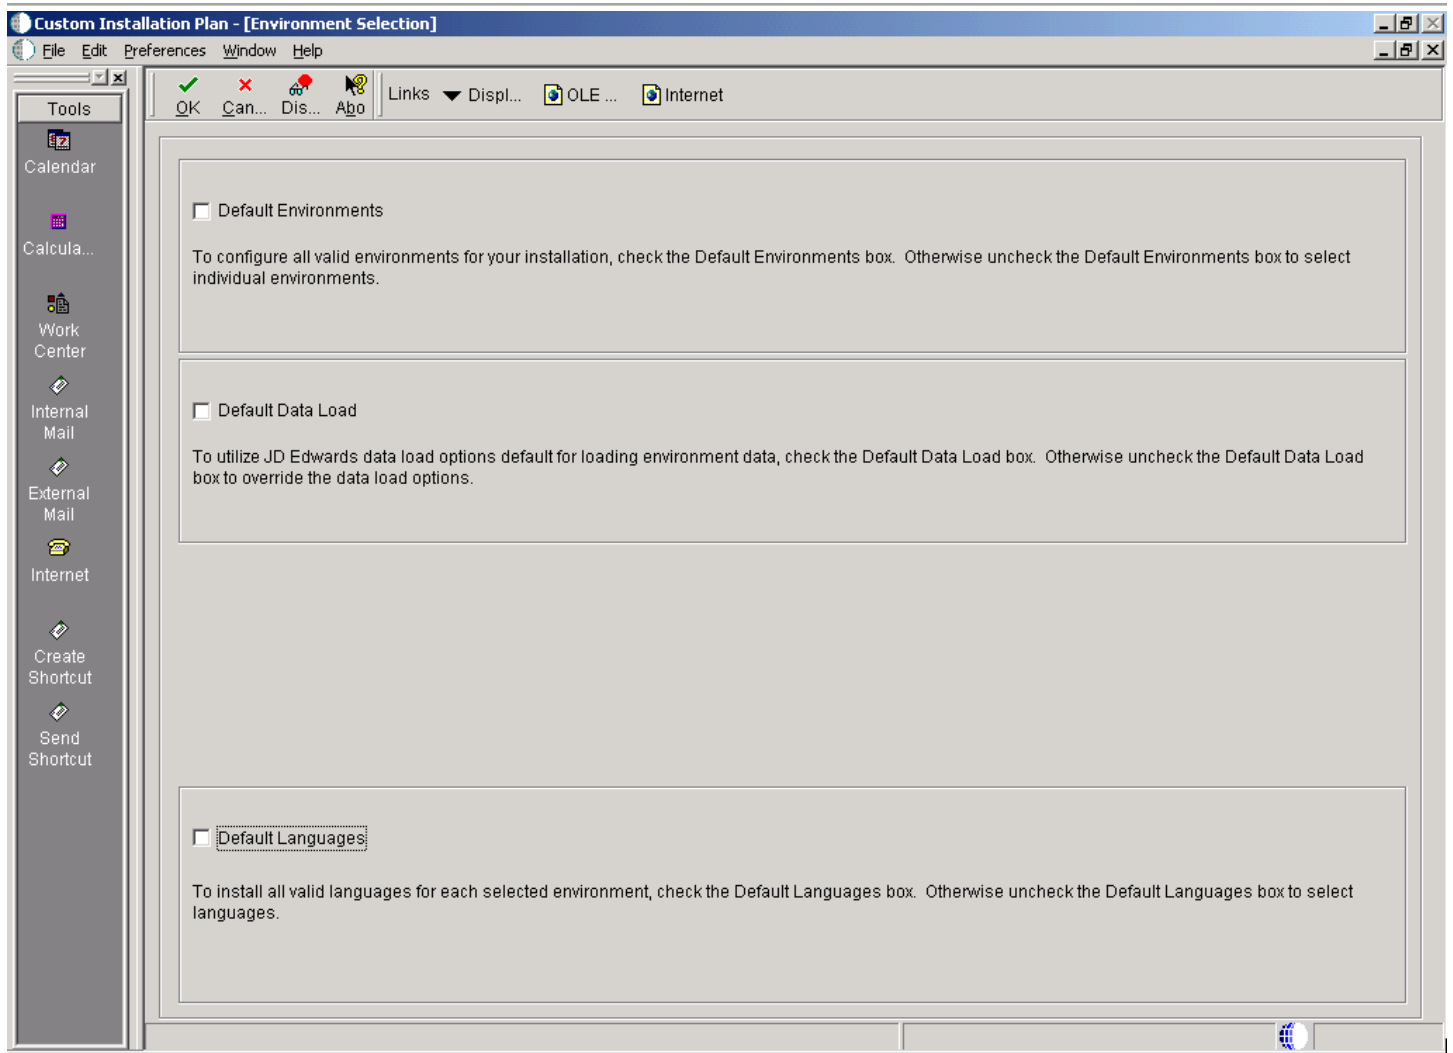 Custom Installation Plan - [Environment Selection]
File Edit Preferences Window Help
Tools
OK Can... Dis... Abo Links Displ... OLE ... Internet
Calendar
Calcula...
Work
Center
Internal
Mail
External
Mail
Internet
Create
Shortcut
Send
Shortcut
Default Environments
To configure all valid environments for your installation, check the Default Environments box. Otherwise uncheck the Default Environments box to select
individual environments.
Default Data Load
To utilize JD Edwards data load options default for loading environment data, check the Default Data Load box. Otherwise uncheck the Default Data Load
box to override the data load options.
Default Languages
To install all valid languages for each selected environment, check the Default Languages box. Otherwise uncheck the Default Languages box to select
languages.